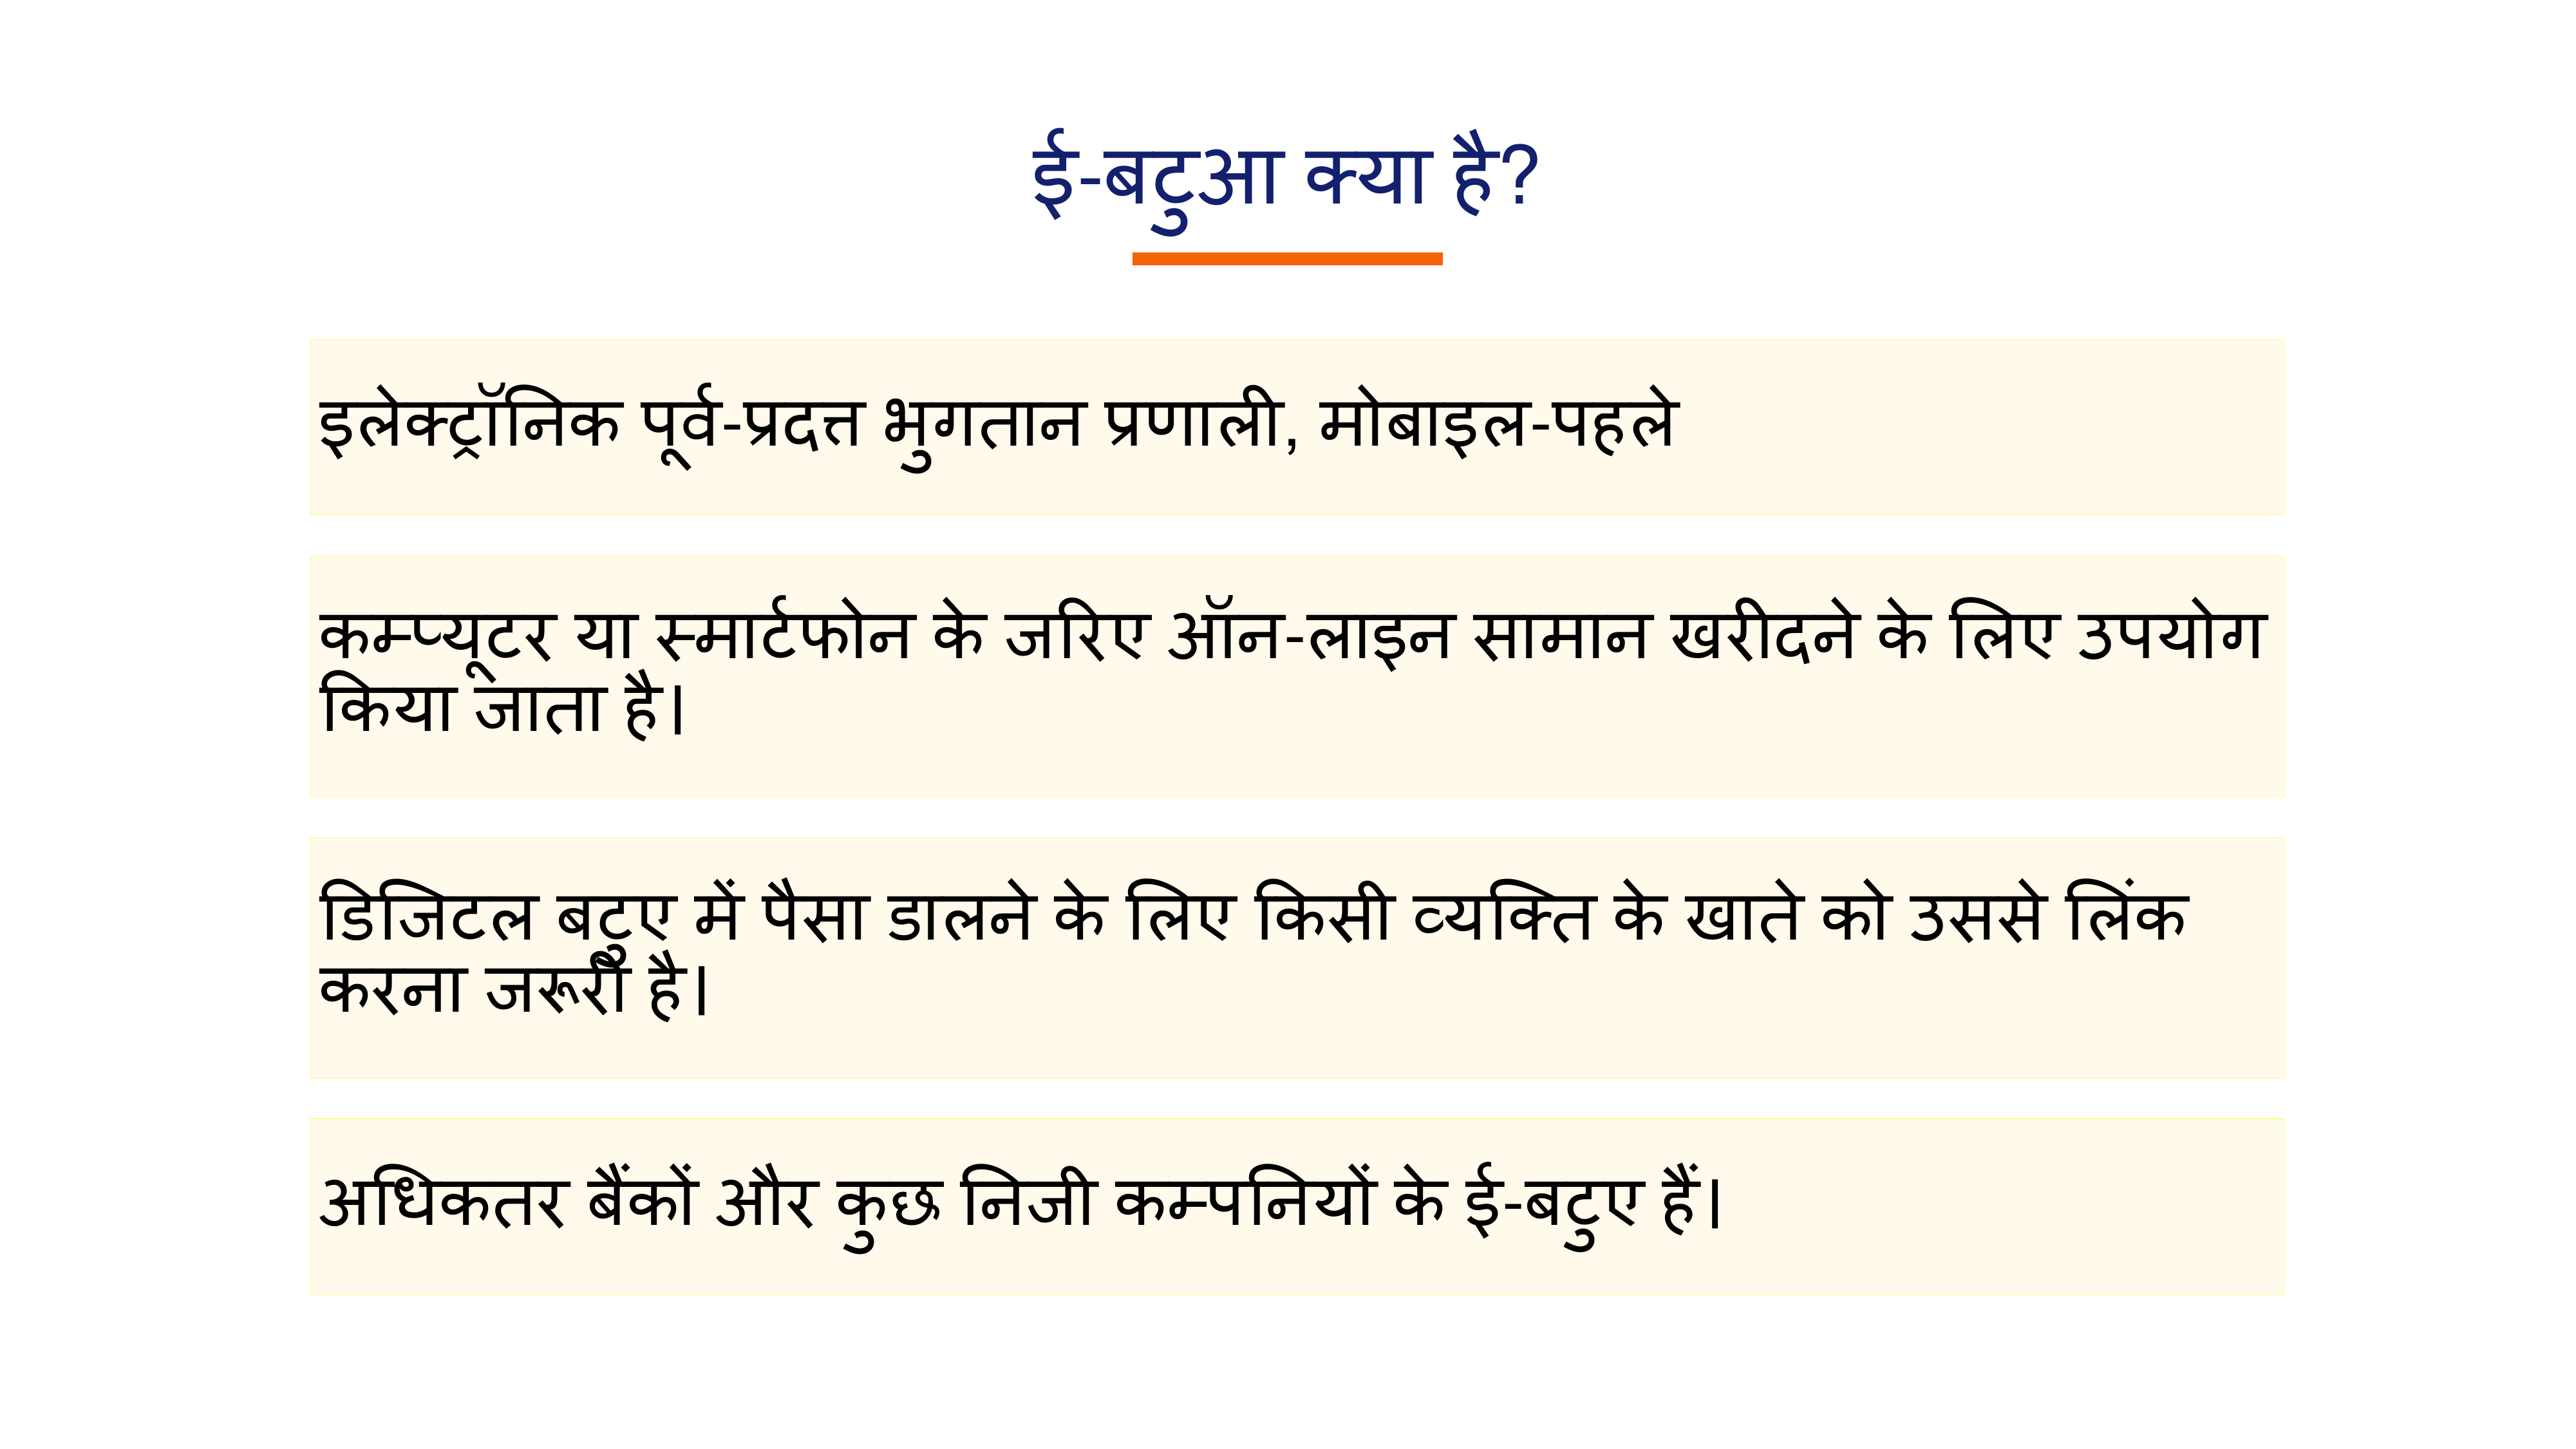 ई-बटुआ क्या है?
इलेक्ट्रॉनिक पूर्व-प्रदत्त भुगतान प्रणाली, मोबाइल-पहले
कम्प्यूटर या स्मार्टफोन के जरिए ऑन-लाइन सामान खरीदने के लिए उपयोग
किया जाता है।
डिजिटल बटुए में पैसा डालने के लिए किसी व्यक्ति के खाते को उससे लिंक
करना जरूरी है।
अधिकतर बैंकों और कुछ निजी कम्पनियों के ई-बटुए हैं।